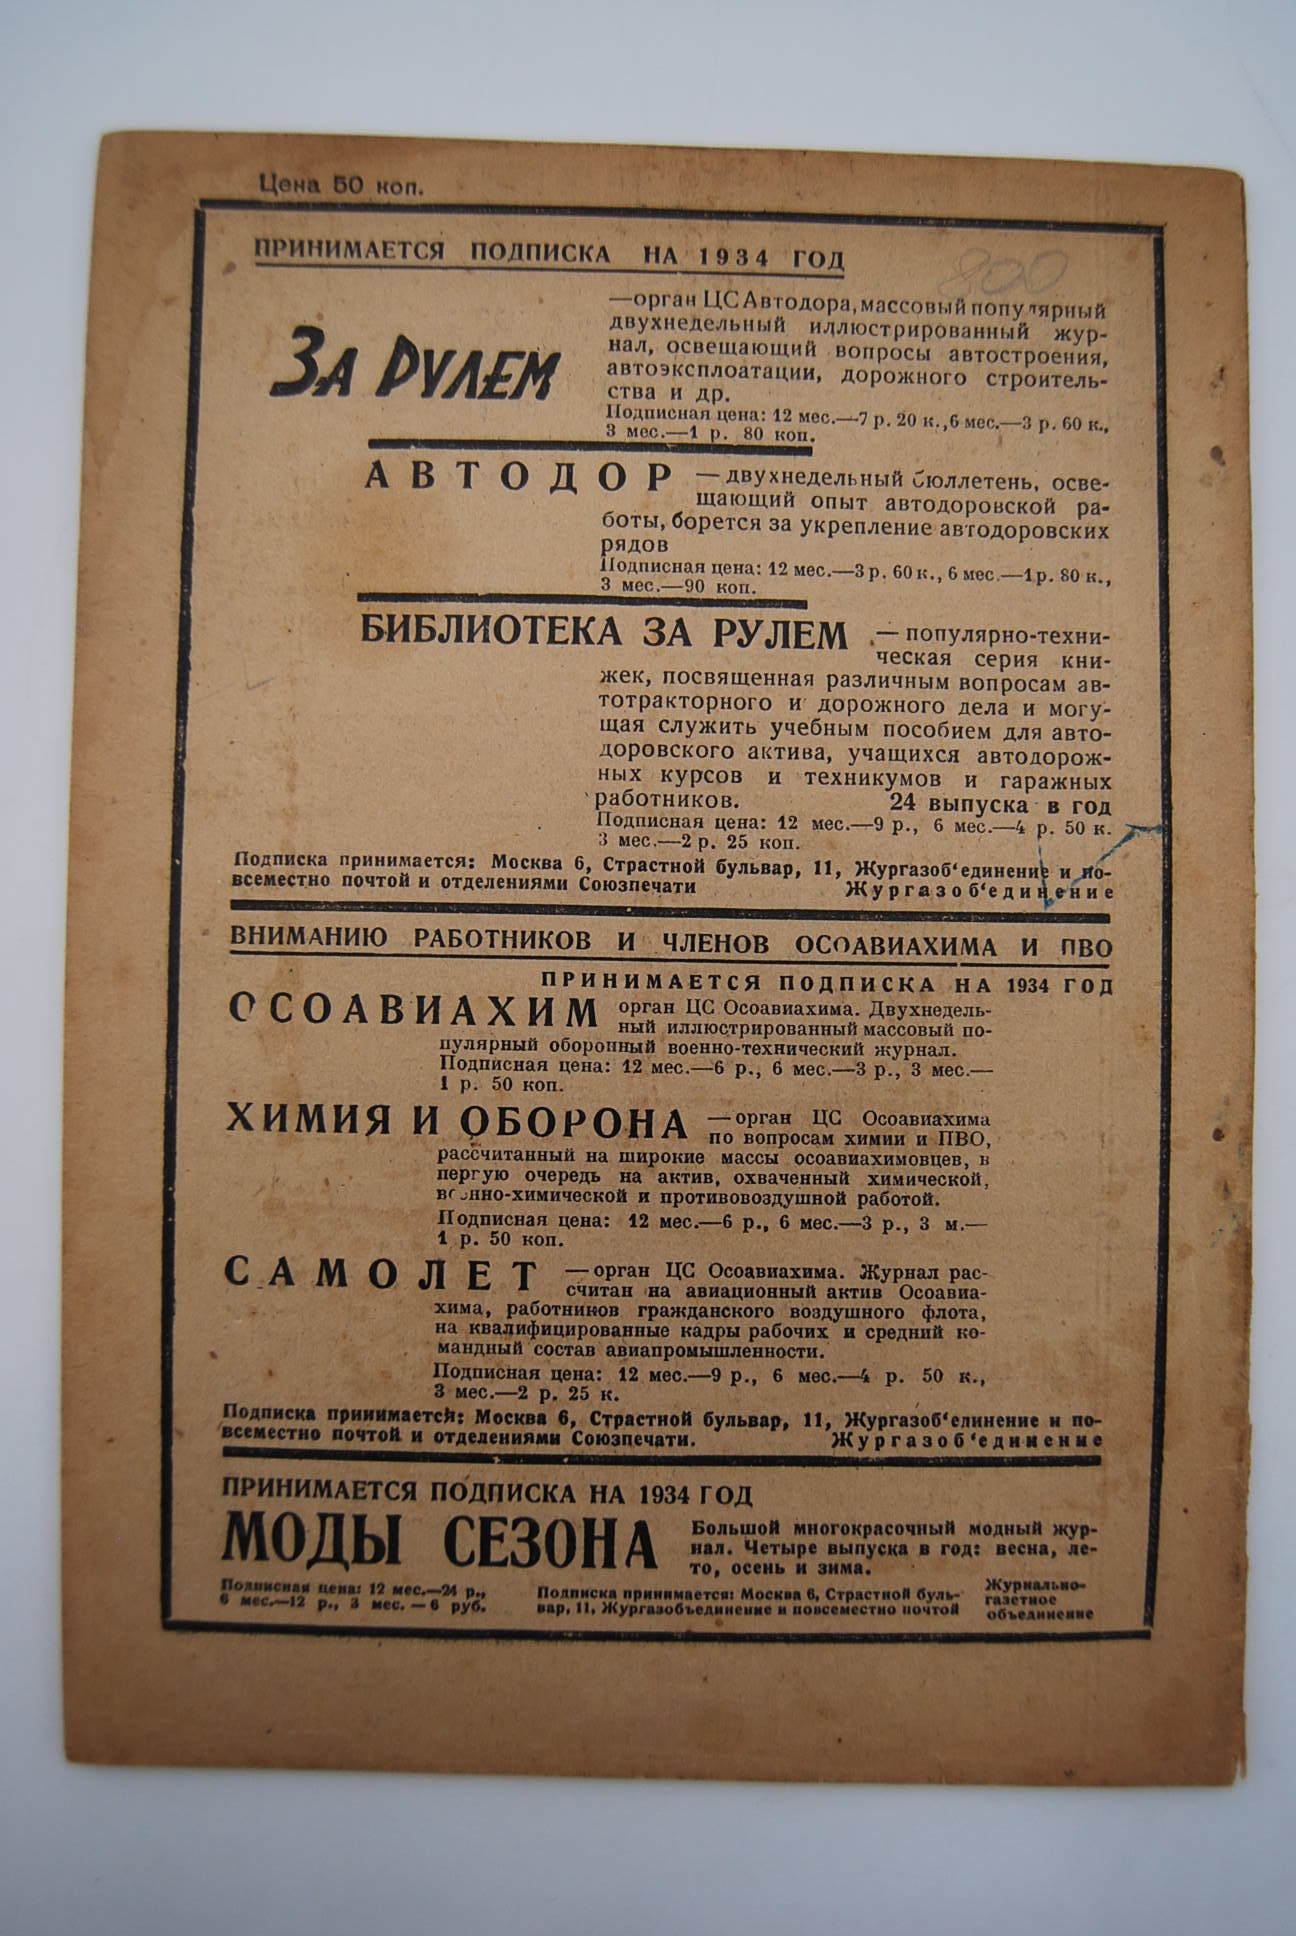 Цена 50 коп.
800
ПРИНИМАЕТСЯ ПОДПИСКА НА 1934 ГОД
ЗА РУЛЕМ
—орган ЦС Автодора, массовый популярный
двухнедельный иллюстрированный жур-
нал, освещающий вопросы автостроения,
автоэксплоатации, дорожного строитель-
ства и др.
Подписная цена: 12 мес.—7 р. 20 к., 6 мес.—3 р. 60 к.,
3 мес.—1 р. 80 коп.
АВТОДОР —двухнедельный бюллетень, осве-
щающий опыт автодоровской ра-
боты, борется за укрепление автодоровских
рядов
Подписная цена: 12 мес.—3 р. 60 к., 6 мес.—1 р. 80 к.,
3 мес.—90 коп.
БИБЛИОТЕКА ЗА РУЛЕМ —популярно-техни-
ческая серия кни-
жек, посвященная различным вопросам ав-
тотракторного и дорожного дела и могу-
щая служить учебным пособием для авто-
доровского актива, учащихся автодорож-
ных курсов и техникумов и гаражных
работников. 24 выпуска в год
Подписная цена: 12 мес.—9 р., 6 мес.—4 р. 50 к.
3 мес.—2 р. 25 коп.
Подписка принимается: Москва 6, Страстной бульвар, 11, Жургазоб‘единение и по-
всеместно почтой и отделениями Союзпечати Жургазоб‘единение
ВНИМАНИЮ РАБОТНИКОВ И ЧЛЕНОВ ОСОАВИАХИМА И ПВО
ПРИНИМАЕТСЯ ПОДПИСКА НА 1934 ГОД
ОСОАВИАХИМ орган ЦС Осоавиахима. Двухнедель-
ный иллюстрированный массовый по-
пулярный оборонный военно-технический журнал.
Подписная цена: 12 мес.—6 р., 6 мес.—3 р., 3 мес.—
1 р. 50 коп.
ХИМИЯ И ОБОРОНА —орган ЦС Осоавиахима
по вопросам химии и ПВО,
рассчитанный на широкие массы осоавиахимовцев, в
первую очередь на актив, охваченный химической,
военно-химической и противовоздушной работой.
Подписная цена: 12 мес.—6 р., 6 мес.—3 р., 3 м.—
1 р. 50 коп.
САМОЛЕТ —орган ЦС Осоавиахима. Журнал рас-
считан на авиационный актив Осоавиа-
хима, работников гражданского воздушного флота,
на квалифицированные кадры рабочих и средний ко-
мандный состав авиапромышленности.
Подписная цена: 12 мес.—9 р., 6 мес.—4 р. 50 к.,
3 мес.—2 р. 25 к.
Подписка принимается: Москва 6, Страстной бульвар, 11, Жургазоб‘единение и по-
всеместно почтой и отделениями Союзпечати. Жургазоб‘единение
ПРИНИМАЕТСЯ ПОДПИСКА НА 1934 ГОД
МОДЫ СЕЗОНА
Большой многокрасочный модный жур-
нал. Четыре выпуска в год: весна, ле-
то, осень и зима.
Подписная цена: 12 мес.—24 р.,
6 мес.—12 р., 3 мес.—6 руб.
Подписка принимается: Москва 6, Страстной буль-
вар, 11, Жургазобъединение и повсеместно почтой
Журнально-
газетное
объединение